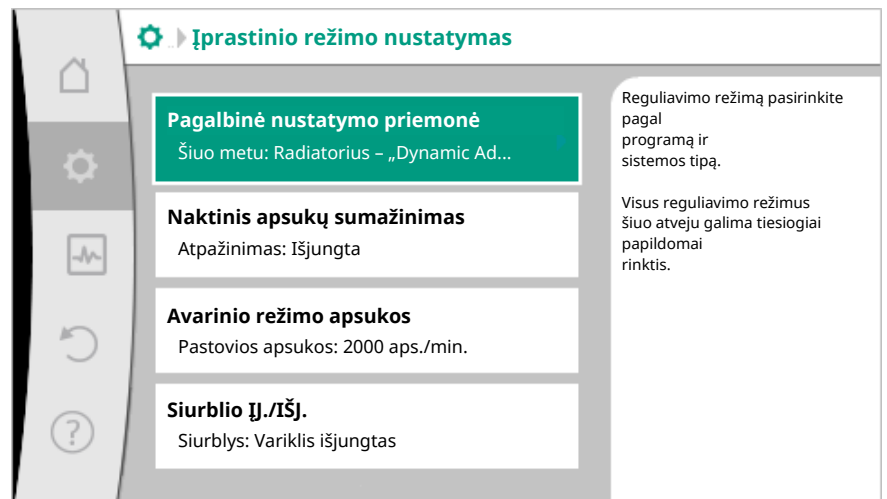 Įprastinio režimo nustatymas
Pagalbinė nustatymo priemonė
Šiuo metu: Radiatorius – „Dynamic Ad...
Naktinis apsukų sumažinimas
Atpažinimas: Išjungta
Avarinio režimo apsukos
Pastovios apsukos: 2000 aps./min.
Siurblio ĮJ./IŠJ.
Siurblys: Variklis išjungtas
Reguliavimo režimą pasirinkite
pagal
programą ir
sistemos tipą.
Visus reguliavimo režimus
šiuo atveju galima tiesiogiai
papildomai
rinktis.